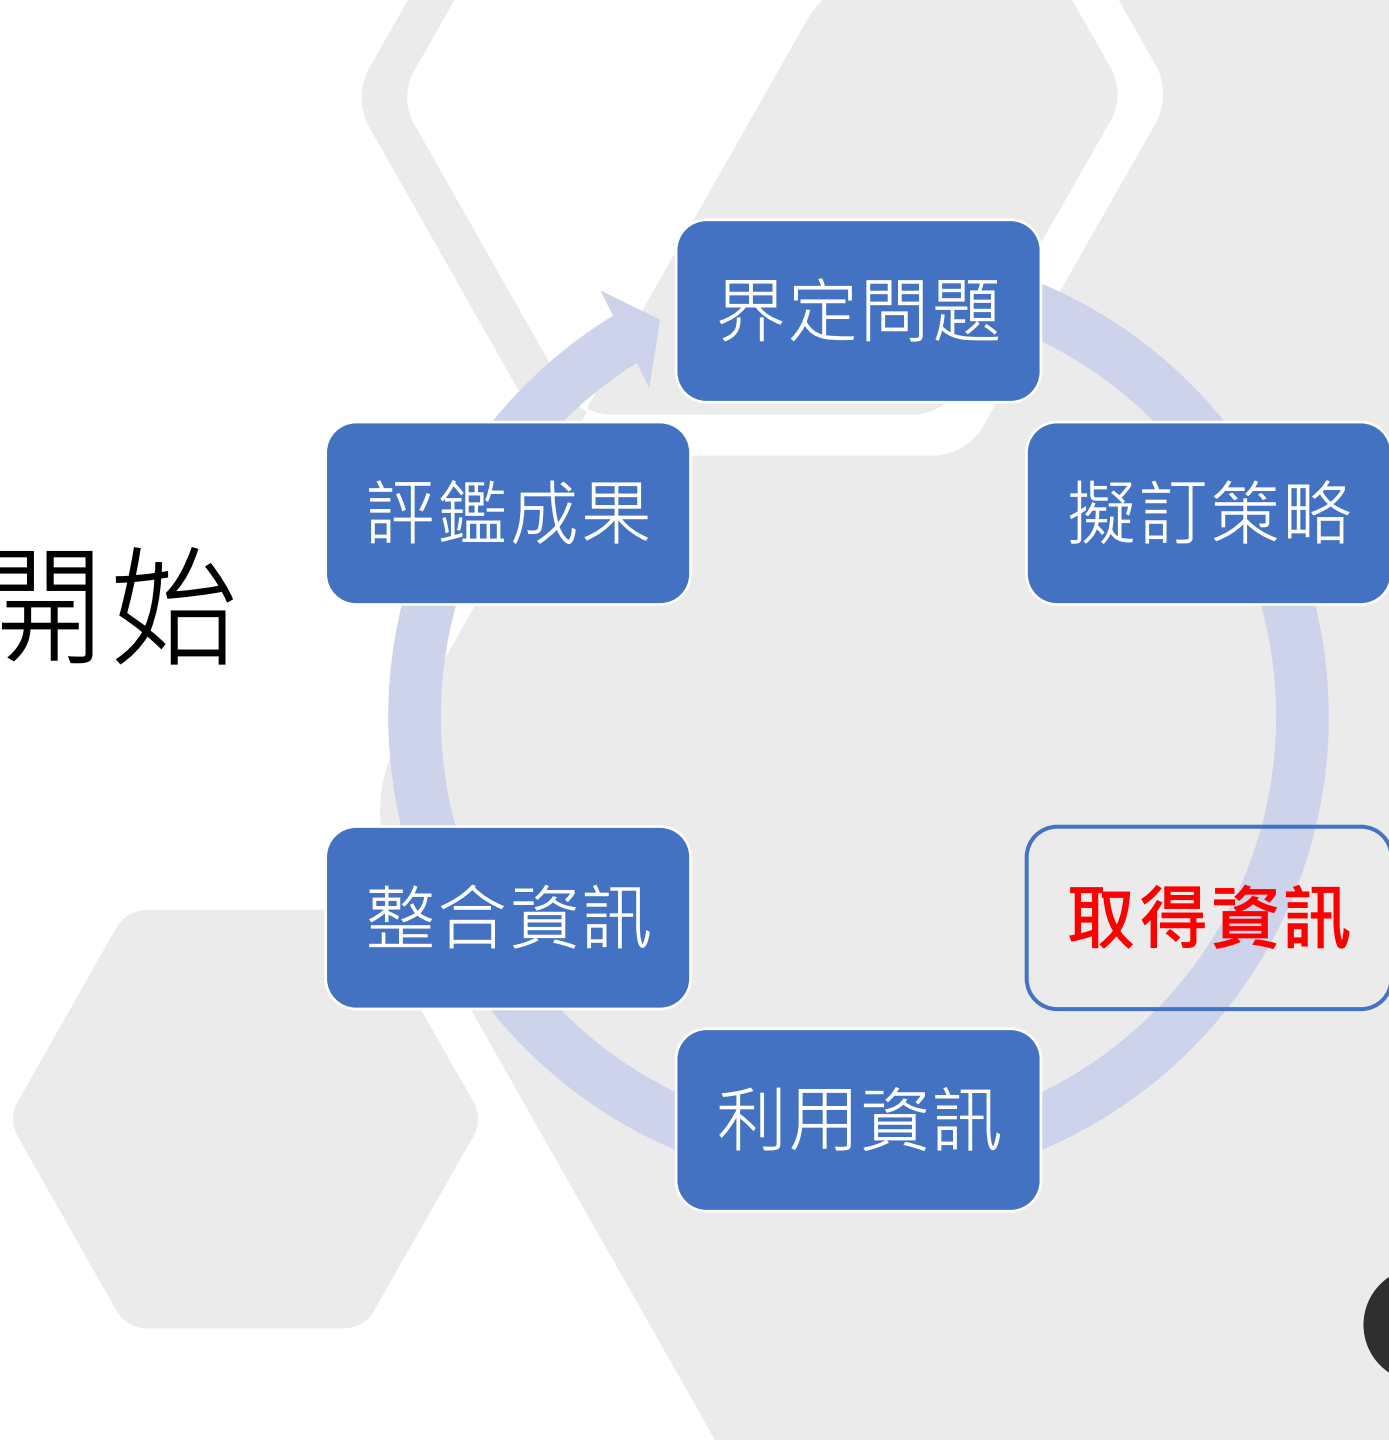 開始
界定問題
擬訂策略
取得資訊
利用資訊
整合資訊
評鑑成果